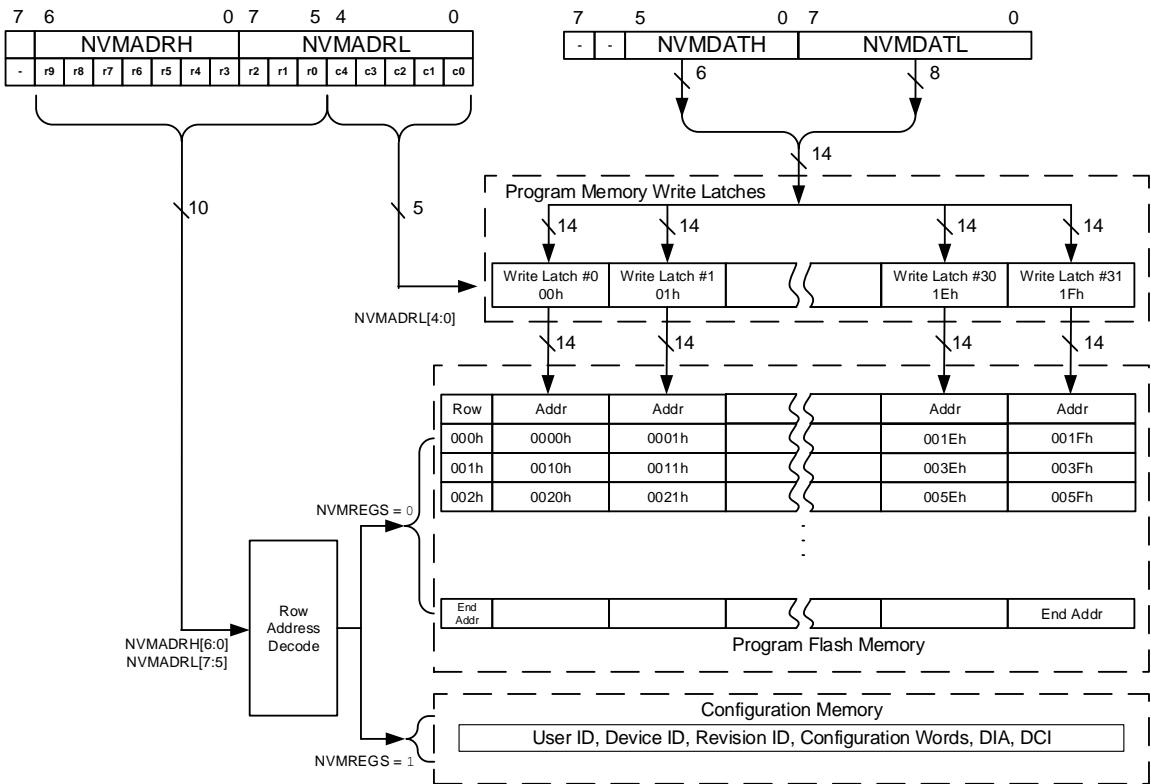 7 6 0 7 5 4 0
7 5 0 7 0
NVMADRH NVMADRL
- - NVMDATH NVMDATL
- r9 r8 r7 r6 r5 r4 r3 r2 r1 r0 c4 c3 c2 c1 c0
6 8
14
Program Memory Write Latches
10 5
14 14 14 14
Write Latch #0 Write Latch #1 Write Latch #30 Write Latch #31
00h 01h 1Eh 1Fh
NVMADRL[4:0]
14 14 14 14
Row Addr Addr Addr Addr
000h 0000h 0001h 001Eh 001Fh
001h 0010h 0011h 003Eh 003Fh
002h 0020h 0021h 005Eh 005Fh
NVMREGS = 0
End
Addr
End Addr
Row
Address
Decode
NVMADRH[6:0]
NVMADRL[7:5]
Program Flash Memory
Configuration Memory
User ID, Device ID, Revision ID, Configuration Words, DIA, DCI
NVMREGS = 1